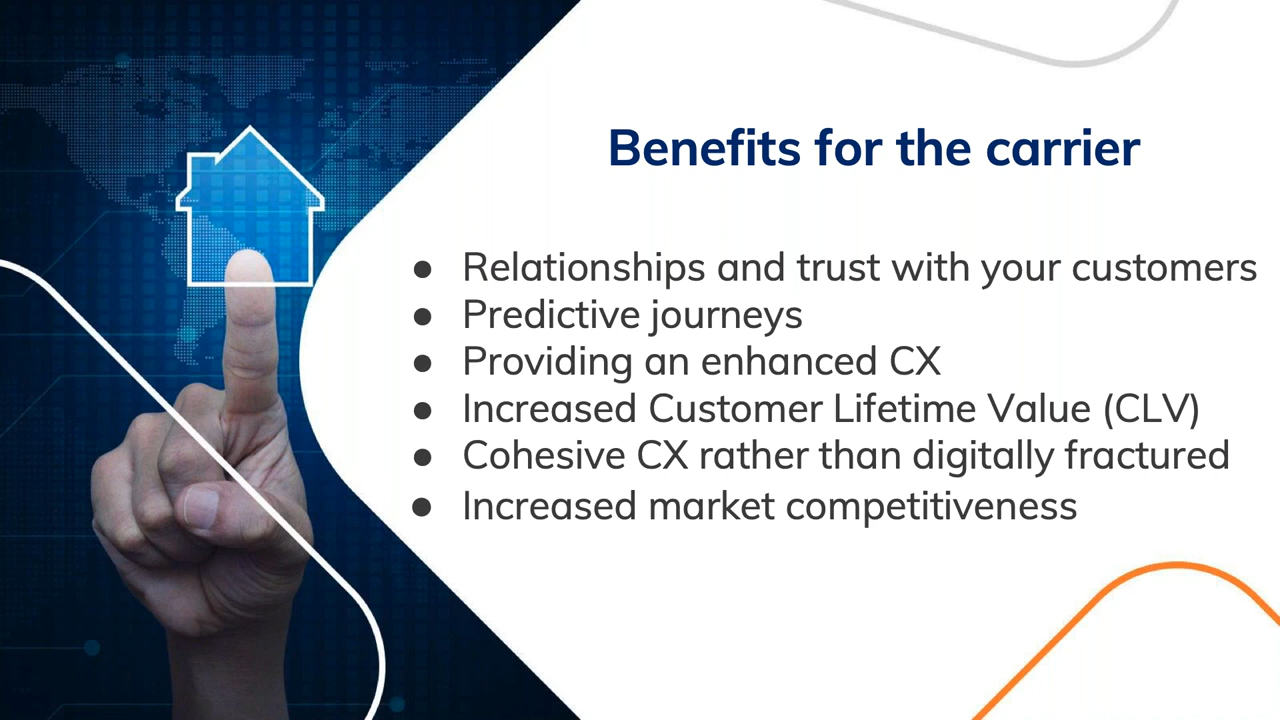 Benefits for the carrier
● Relationships and trust with your customers
● Predictive journeys
● Providing an enhanced CX
● Increased Customer Lifetime Value (CLV)
● Cohesive CX rather than digitally fractured
● Increased market competitiveness